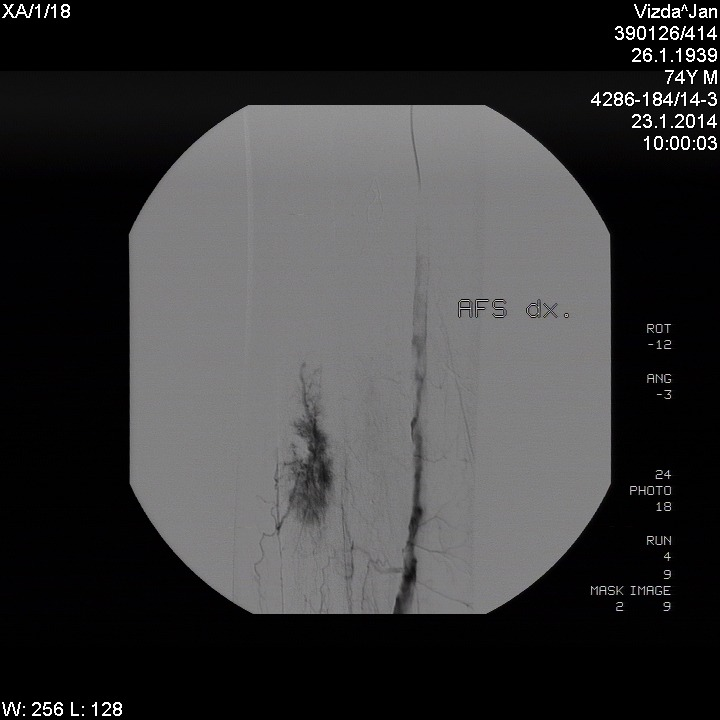 XA/1/18
Vizda^Jan
390126/414
26.1.1939
74Y M
4286-184/14-3
23.1.2014
10:00:03
AFS dx.
ROT
-12
ANG
-3
24
PHOTO
18
RUN
4
9
MASK IMAGE
2 9
W: 256 L: 128